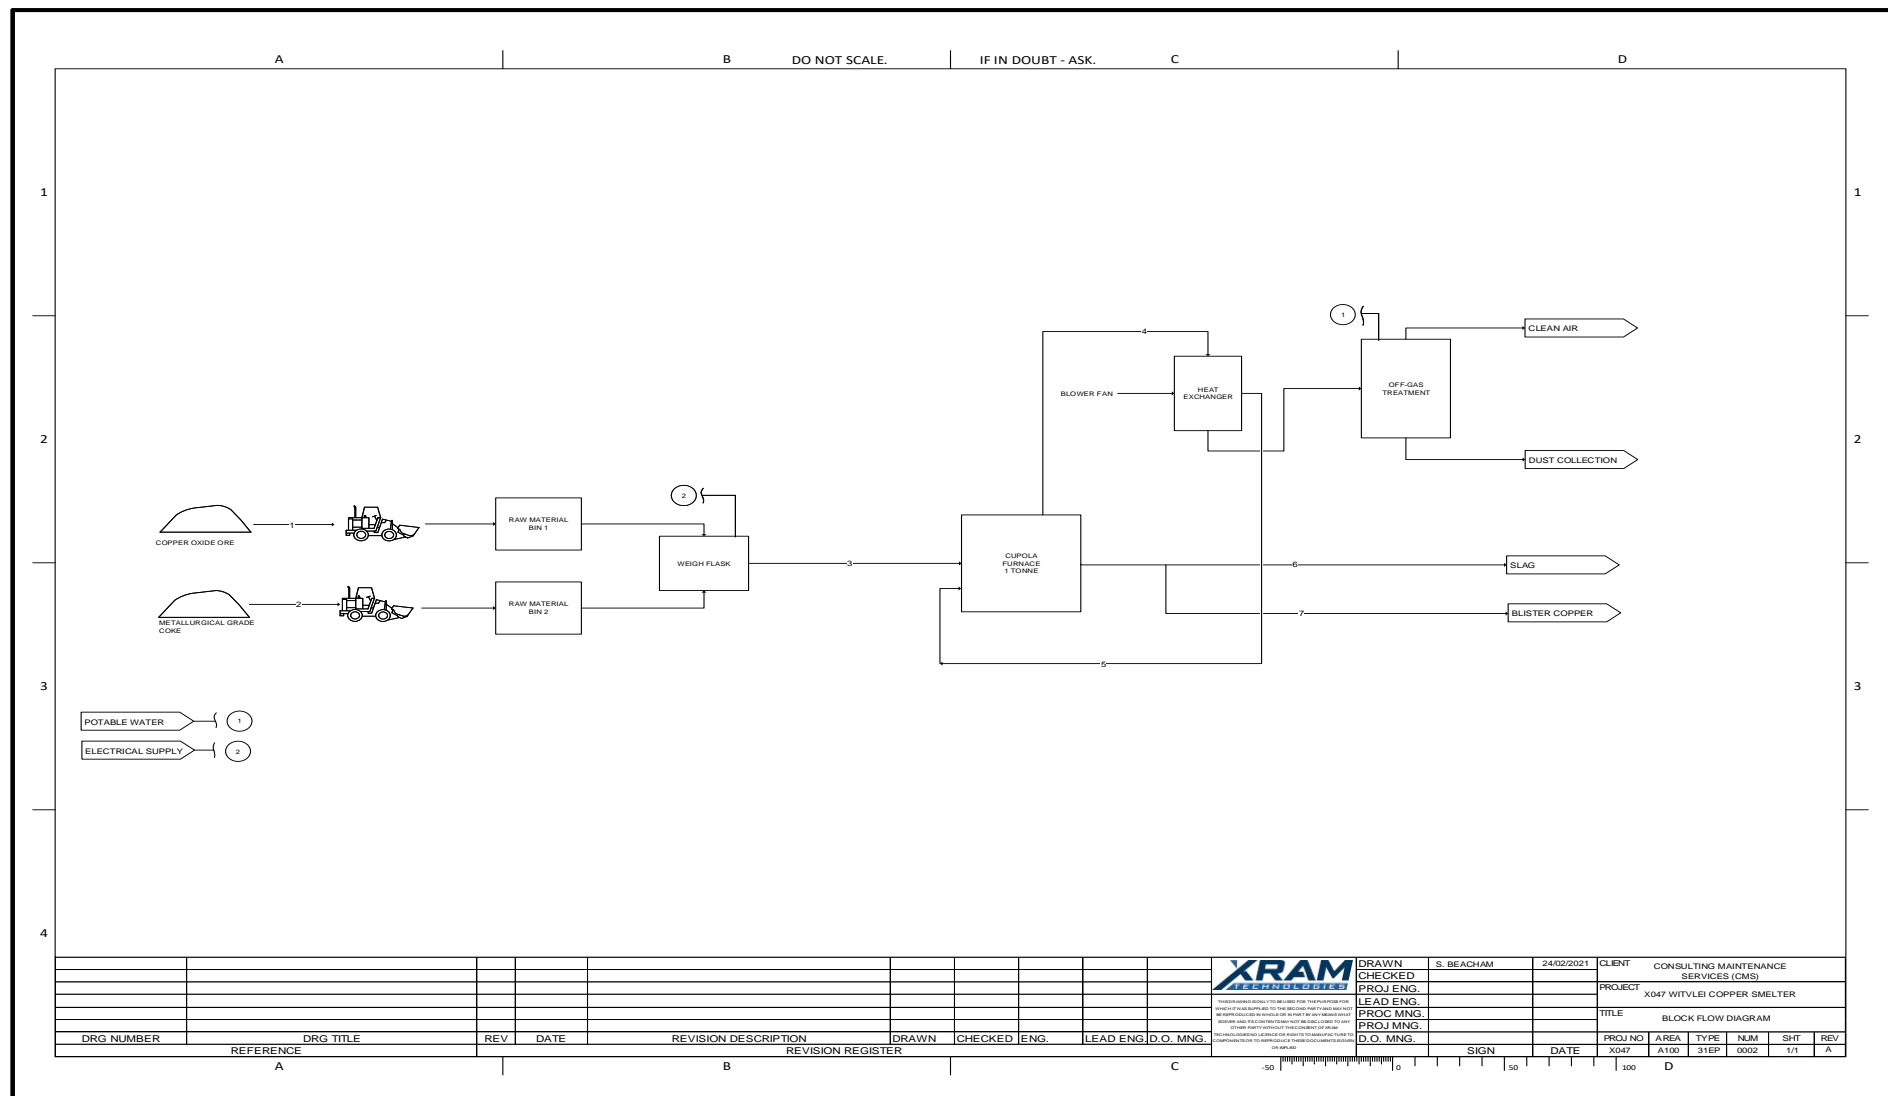 A
B
DO NOT SCALE.
IF IN DOUBT - ASK.
C
D
1
1
1
CLEAN AIR
4
BLOWER FAN
HEAT
EXCHANGER
OFF-GAS
TREATMENT
2
2
DUST COLLECTION
2
COPPER OXIDE ORE
1
RAW MATERIAL
BIN 1
WEIGH FLASK
3
CUPOLA
FURNACE
1 TONNE
6
SLAG
METALLURGICAL GRADE
COKE
2
RAW MATERIAL
BIN 2
7
BLISTER COPPER
5
3
3
POTABLE WATER
1
ELECTRICAL SUPPLY
2
4
DRG NUMBER
DRG TITLE
REV
DATE
REVISION DESCRIPTION
DRAWN
CHECKED
ENG.
LEAD ENG.
D.O. MNG.
REFERENCE
REVISION REGISTER
XRAM
TECHNOLOGIES
DRAWN
S. BEACHAM
24/02/2021
CHECKED
PROJ ENG.
LEAD ENG.
PROC MNG.
PROJ MNG.
D.O. MNG.
SIGN
DATE
CLIENT
CONSULTING MAINTENANCE
SERVICES (CMS)
PROJECT
X047 WITVLEI COPPER SMELTER
TITLE
BLOCK FLOW DIAGRAM
PROJ NO
AREA
TYPE
NUM
SHT
REV
X047
A100
31EP
0002
1/1
A
A
B
C
-50
0
50
100
D